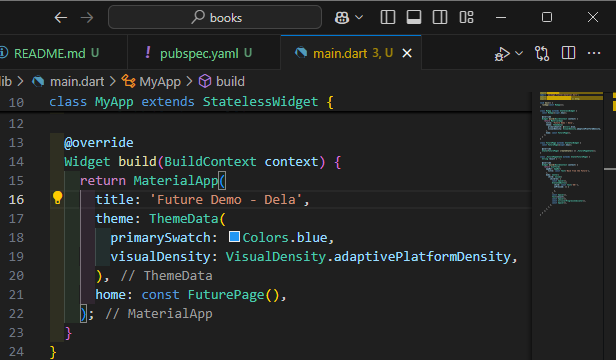 books
README.md U
pubspec.yaml U
main.dart 3, U
lib > main.dart > MyApp > build
10 class MyApp extends StatelessWidget {
12
13 @override
14 Widget build(BuildContext context) {
15 return MaterialApp(
16 title: 'Future Demo - Dela',
17 theme: ThemeData(
18 primarySwatch: Colors.blue,
19 visualDensity: VisualDensity.adaptivePlatformDensity,
20 ), // ThemeData
21 home: const FuturePage(),
22 ); // MaterialApp
23 }
24 }